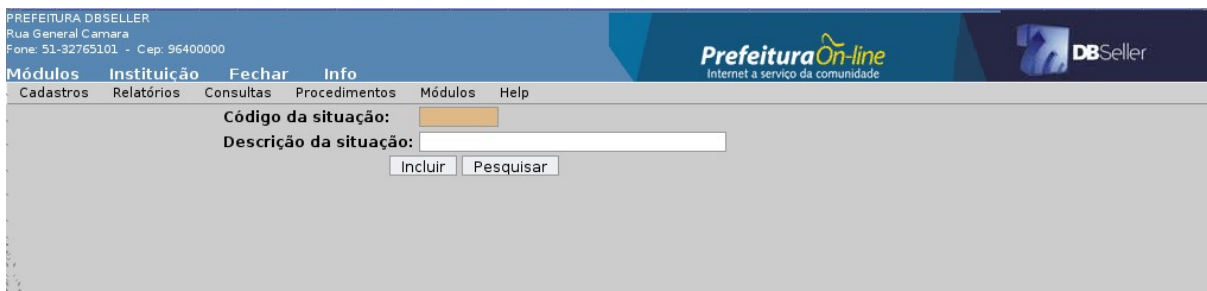 PREFEITURA DBSELLER
Rua General Camara
Fone: 51-32765101 - Cep: 96400000
PrefeituraOn-line
Internet a serviço da comunidade
DBSeller
Módulos Instituição Fechar Info
Cadastros Relatórios Consultas Procedimentos Módulos Help
Código da situação:
Descrição da situação:
Incluir Pesquisar